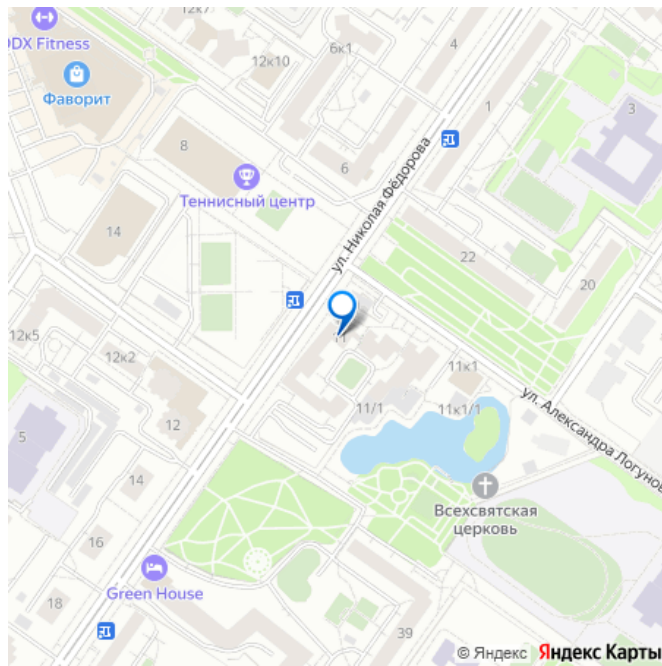 12к7
DDX Fitness
12к10
6к1
4
Фаворит
1
3
8
6
Теннисный центр
ул. Николая Фёдорова
14
22
20
11
12к5
12к2
11к1
11/1
11к1/1
ул. Александра Логунов
12
5
14
Всехсвятская
церковь
16
Green House
18
39
© Яндекс Яндекс Карты